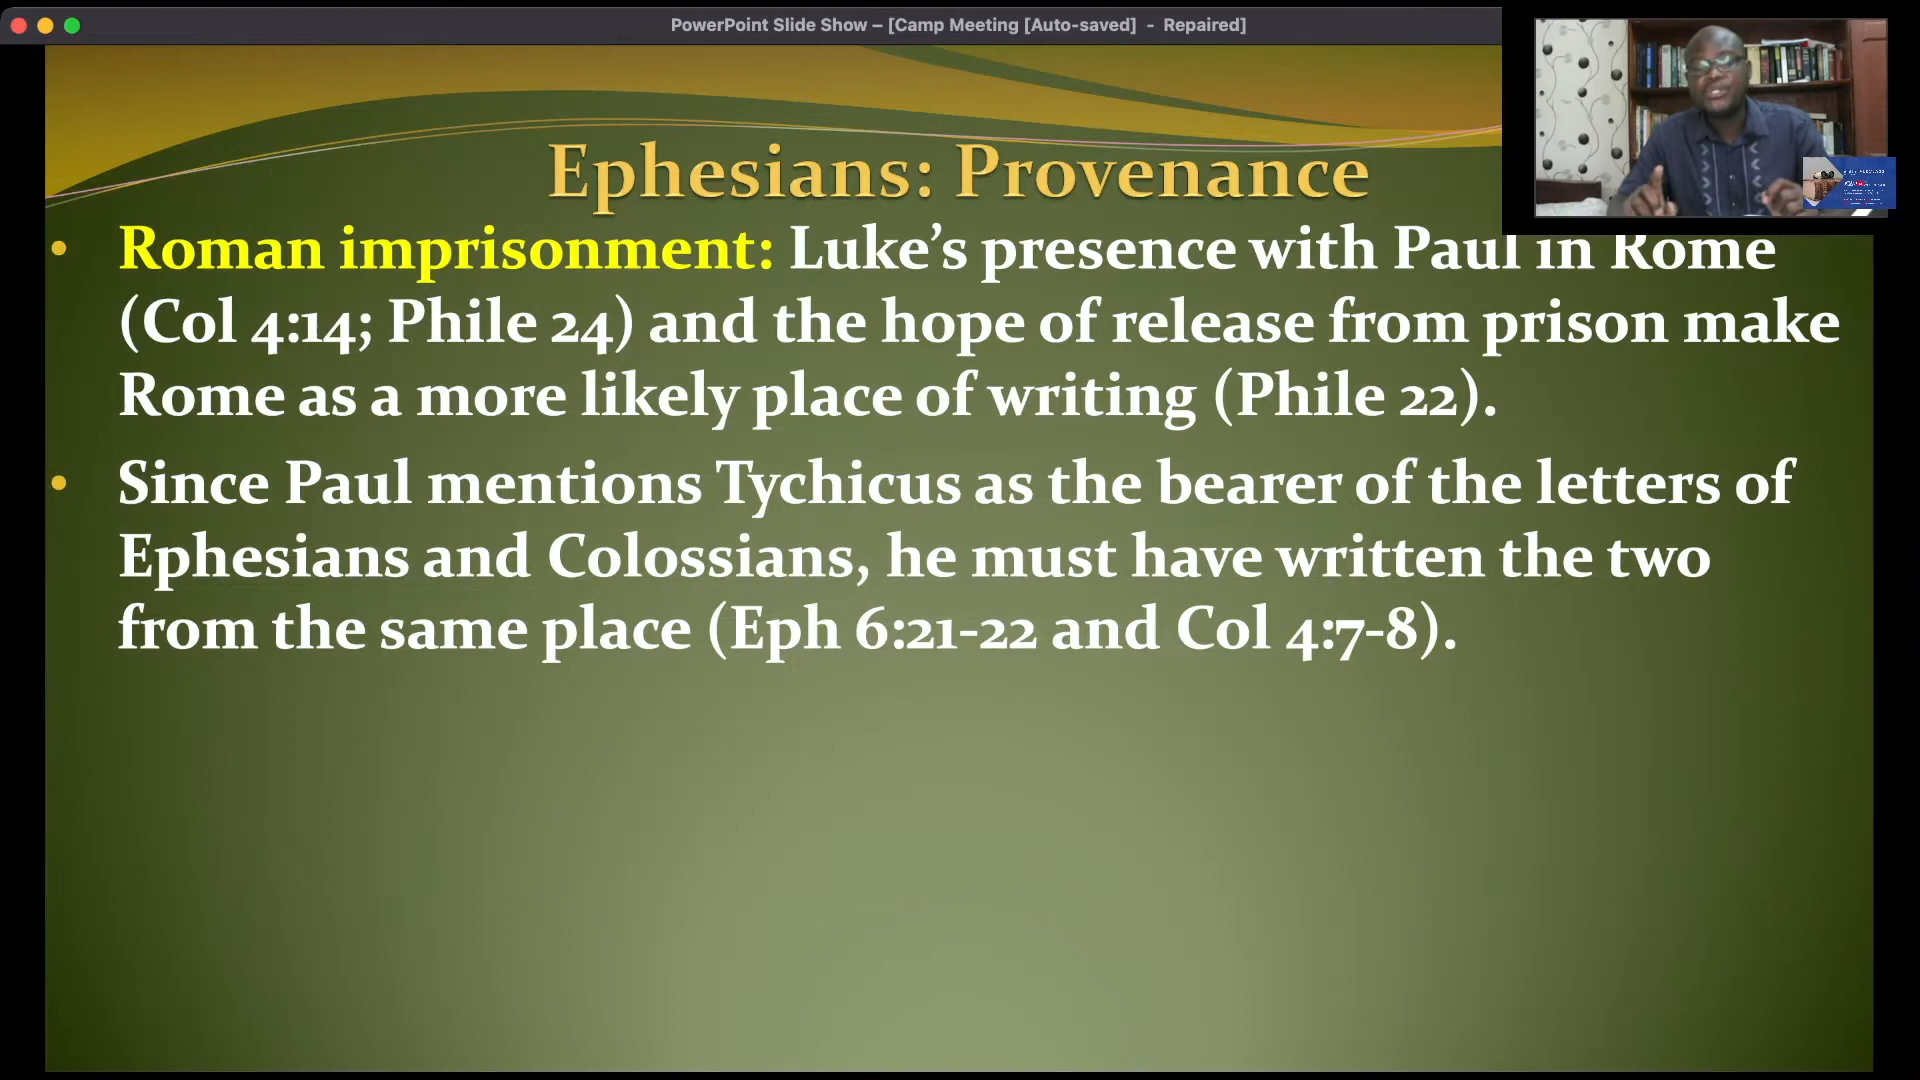 PowerPoint Slide Show – [Camp Meeting [Auto-saved]  -  Repaired]
Ephesians: Provenance
• Roman imprisonment: Luke’s presence with Paul in Rome
(Col 4:14; Phile 24) and the hope of release from prison make
Rome as a more likely place of writing (Phile 22).
• Since Paul mentions Tychicus as the bearer of the letters of
Ephesians and Colossians, he must have written the two
from the same place (Eph 6:21-22 and Col 4:7-8).